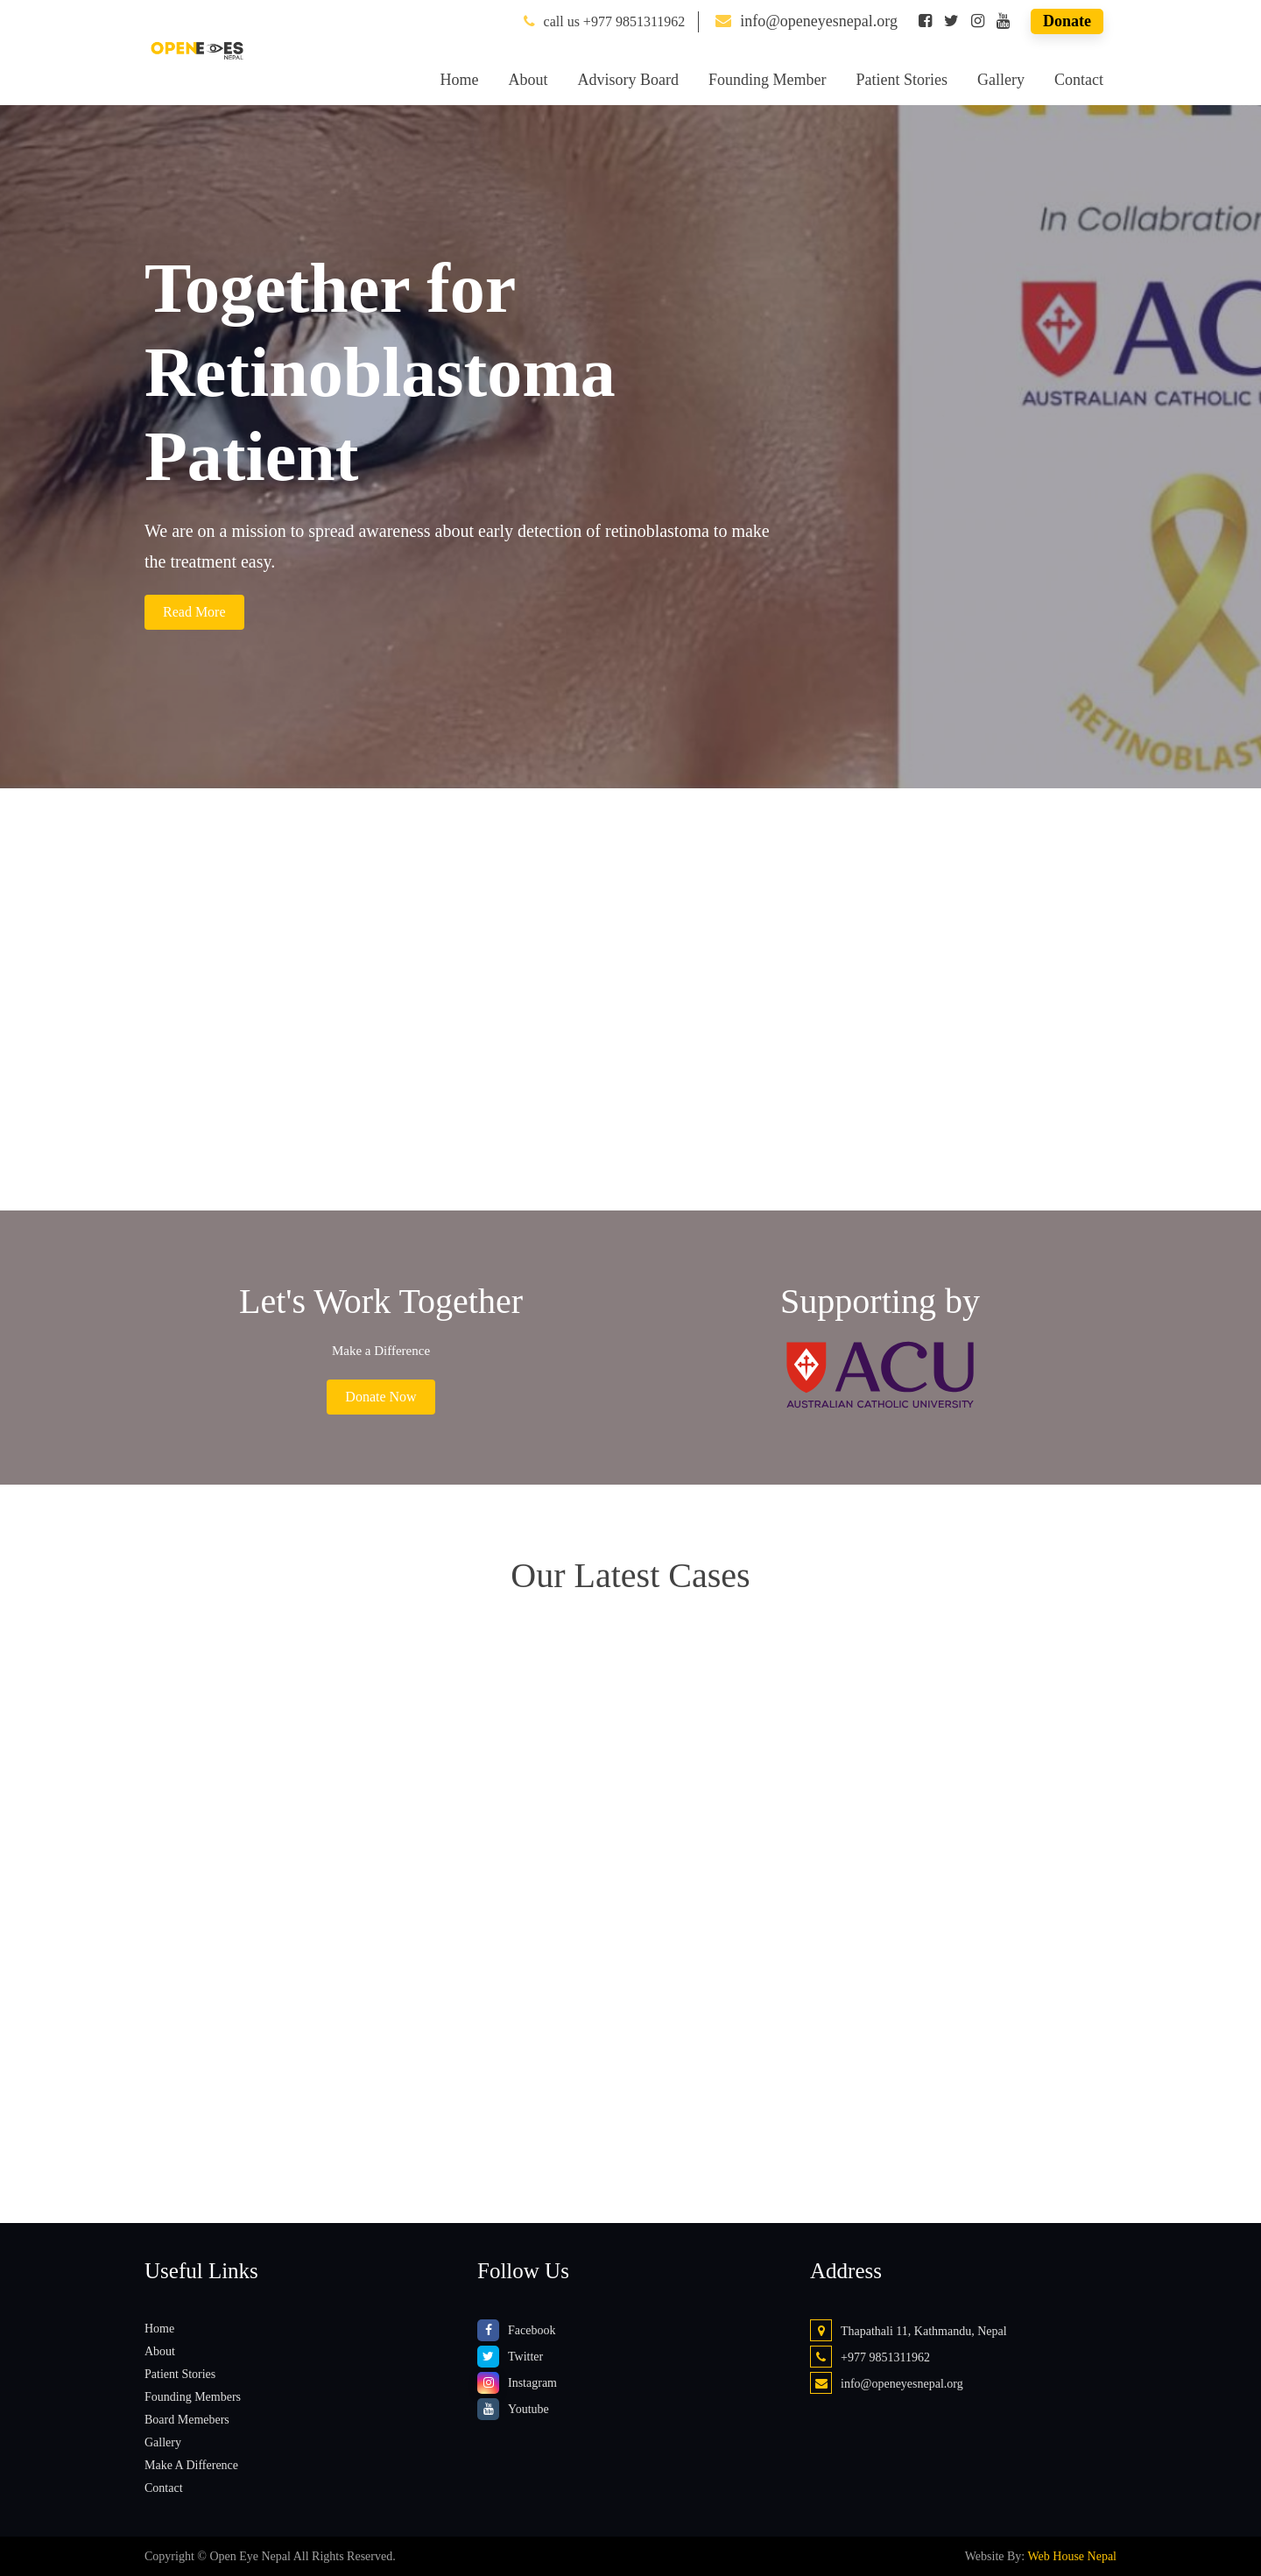 call us +977 9851311962
info@openeyesnepal.org
Donate
OPENE ES
NEPAL
Home About Advisory Board Founding Member Patient Stories Gallery Contact
In Collaboration
Together for
Retinoblastoma
Patient
AUSTRALIAN CATHOLIC
We are on a mission to spread awareness about early detection of retinoblastoma to make
the treatment easy.
Read More
Let's Work Together
Make a Difference
Donate Now
Supporting by
ACU
AUSTRALIAN CATHOLIC UNIVERSITY
Our Latest Cases
Useful Links
Home
About
Patient Stories
Founding Members
Board Memebers
Gallery
Make A Difference
Contact
Follow Us
Facebook
Twitter
Instagram
Youtube
Address
Thapathali 11, Kathmandu, Nepal
+977 9851311962
info@openeyesnepal.org
Copyright © Open Eye Nepal All Rights Reserved.
Website By: Web House Nepal